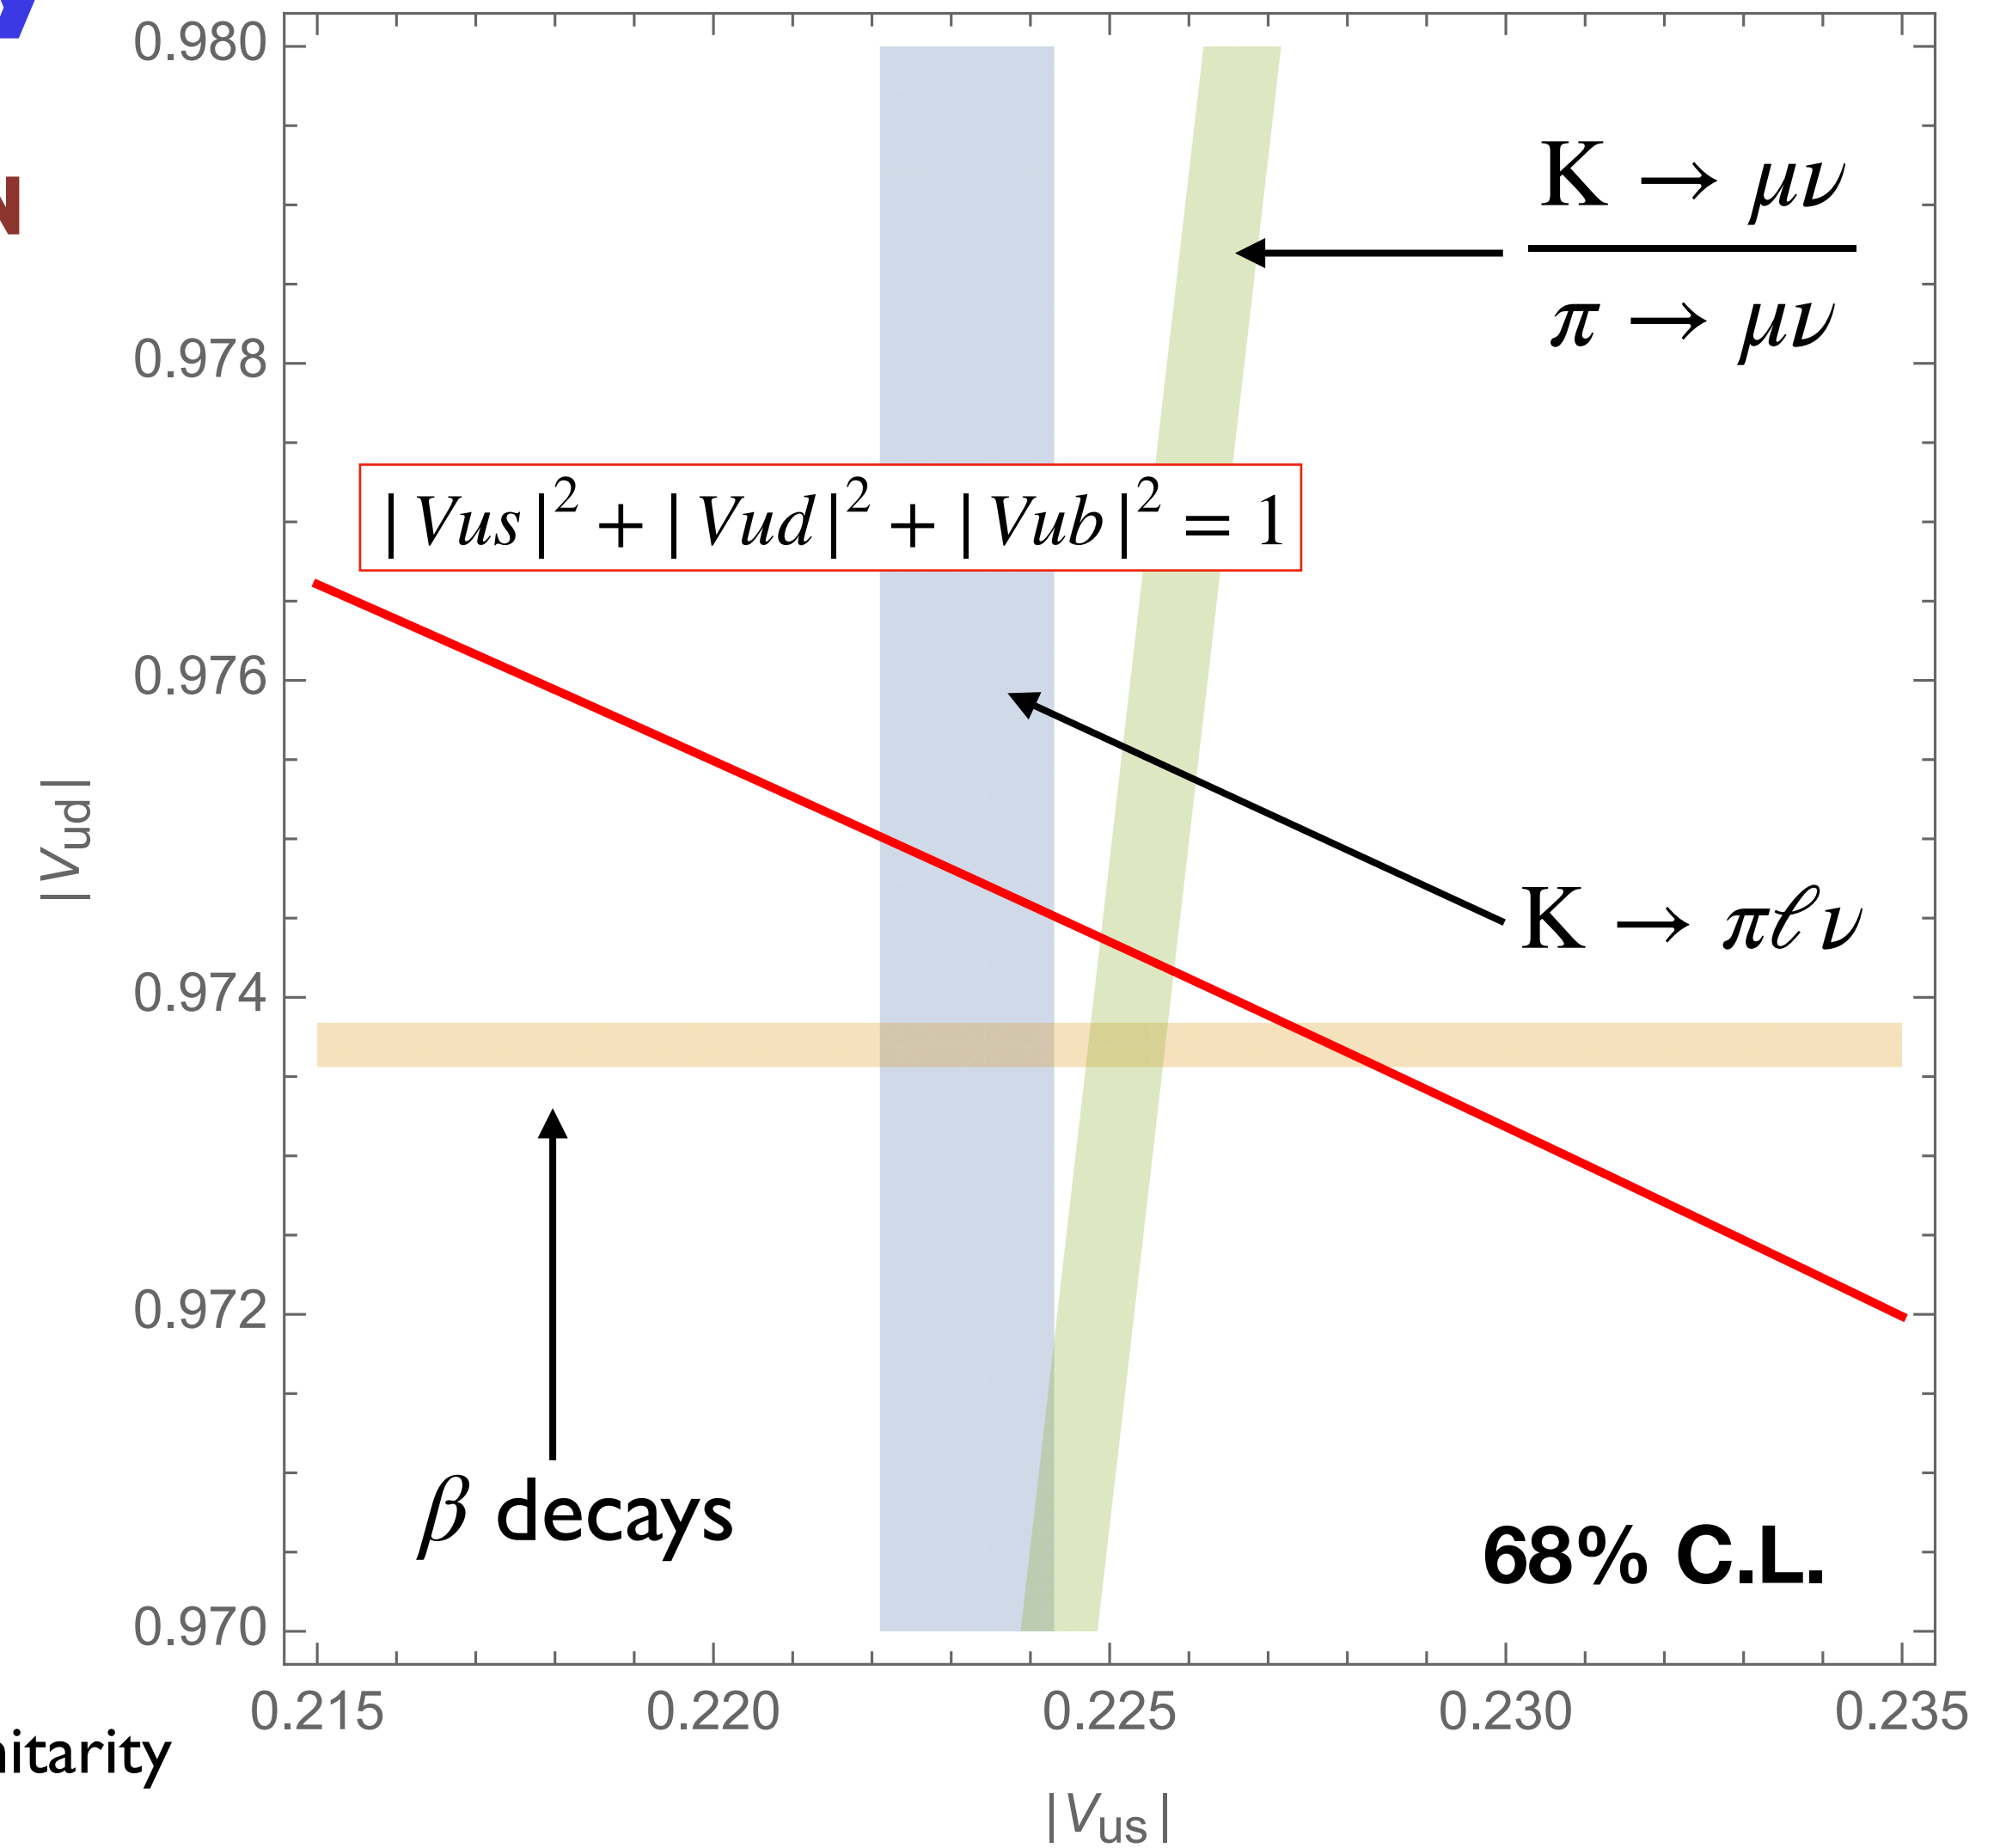 0.980
K → μν
π → μν
0.978
|Vus|² + |Vud|² + |Vub|² = 1
0.976
|Vud|
K → πℓν
0.974
0.972
β decays
68% C.L.
0.970
0.215 0.220 0.225 0.230 0.235
|Vus|